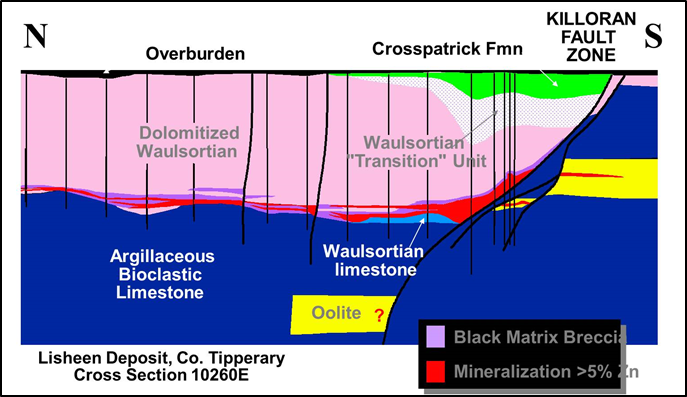 N
Overburden
Crosspatrick Fmn
KILLORAN
FAULT
ZONE
S
Dolomitized
Waulsortian
Waulsortian
"Transition" Unit
Argillaceous
Bioclastic
Limestone
Waulsortian
limestone
Oolite ?
Black Matrix Breccia
Mineralization >5% Zn
Lisheen Deposit, Co. Tipperary
Cross Section 10260E